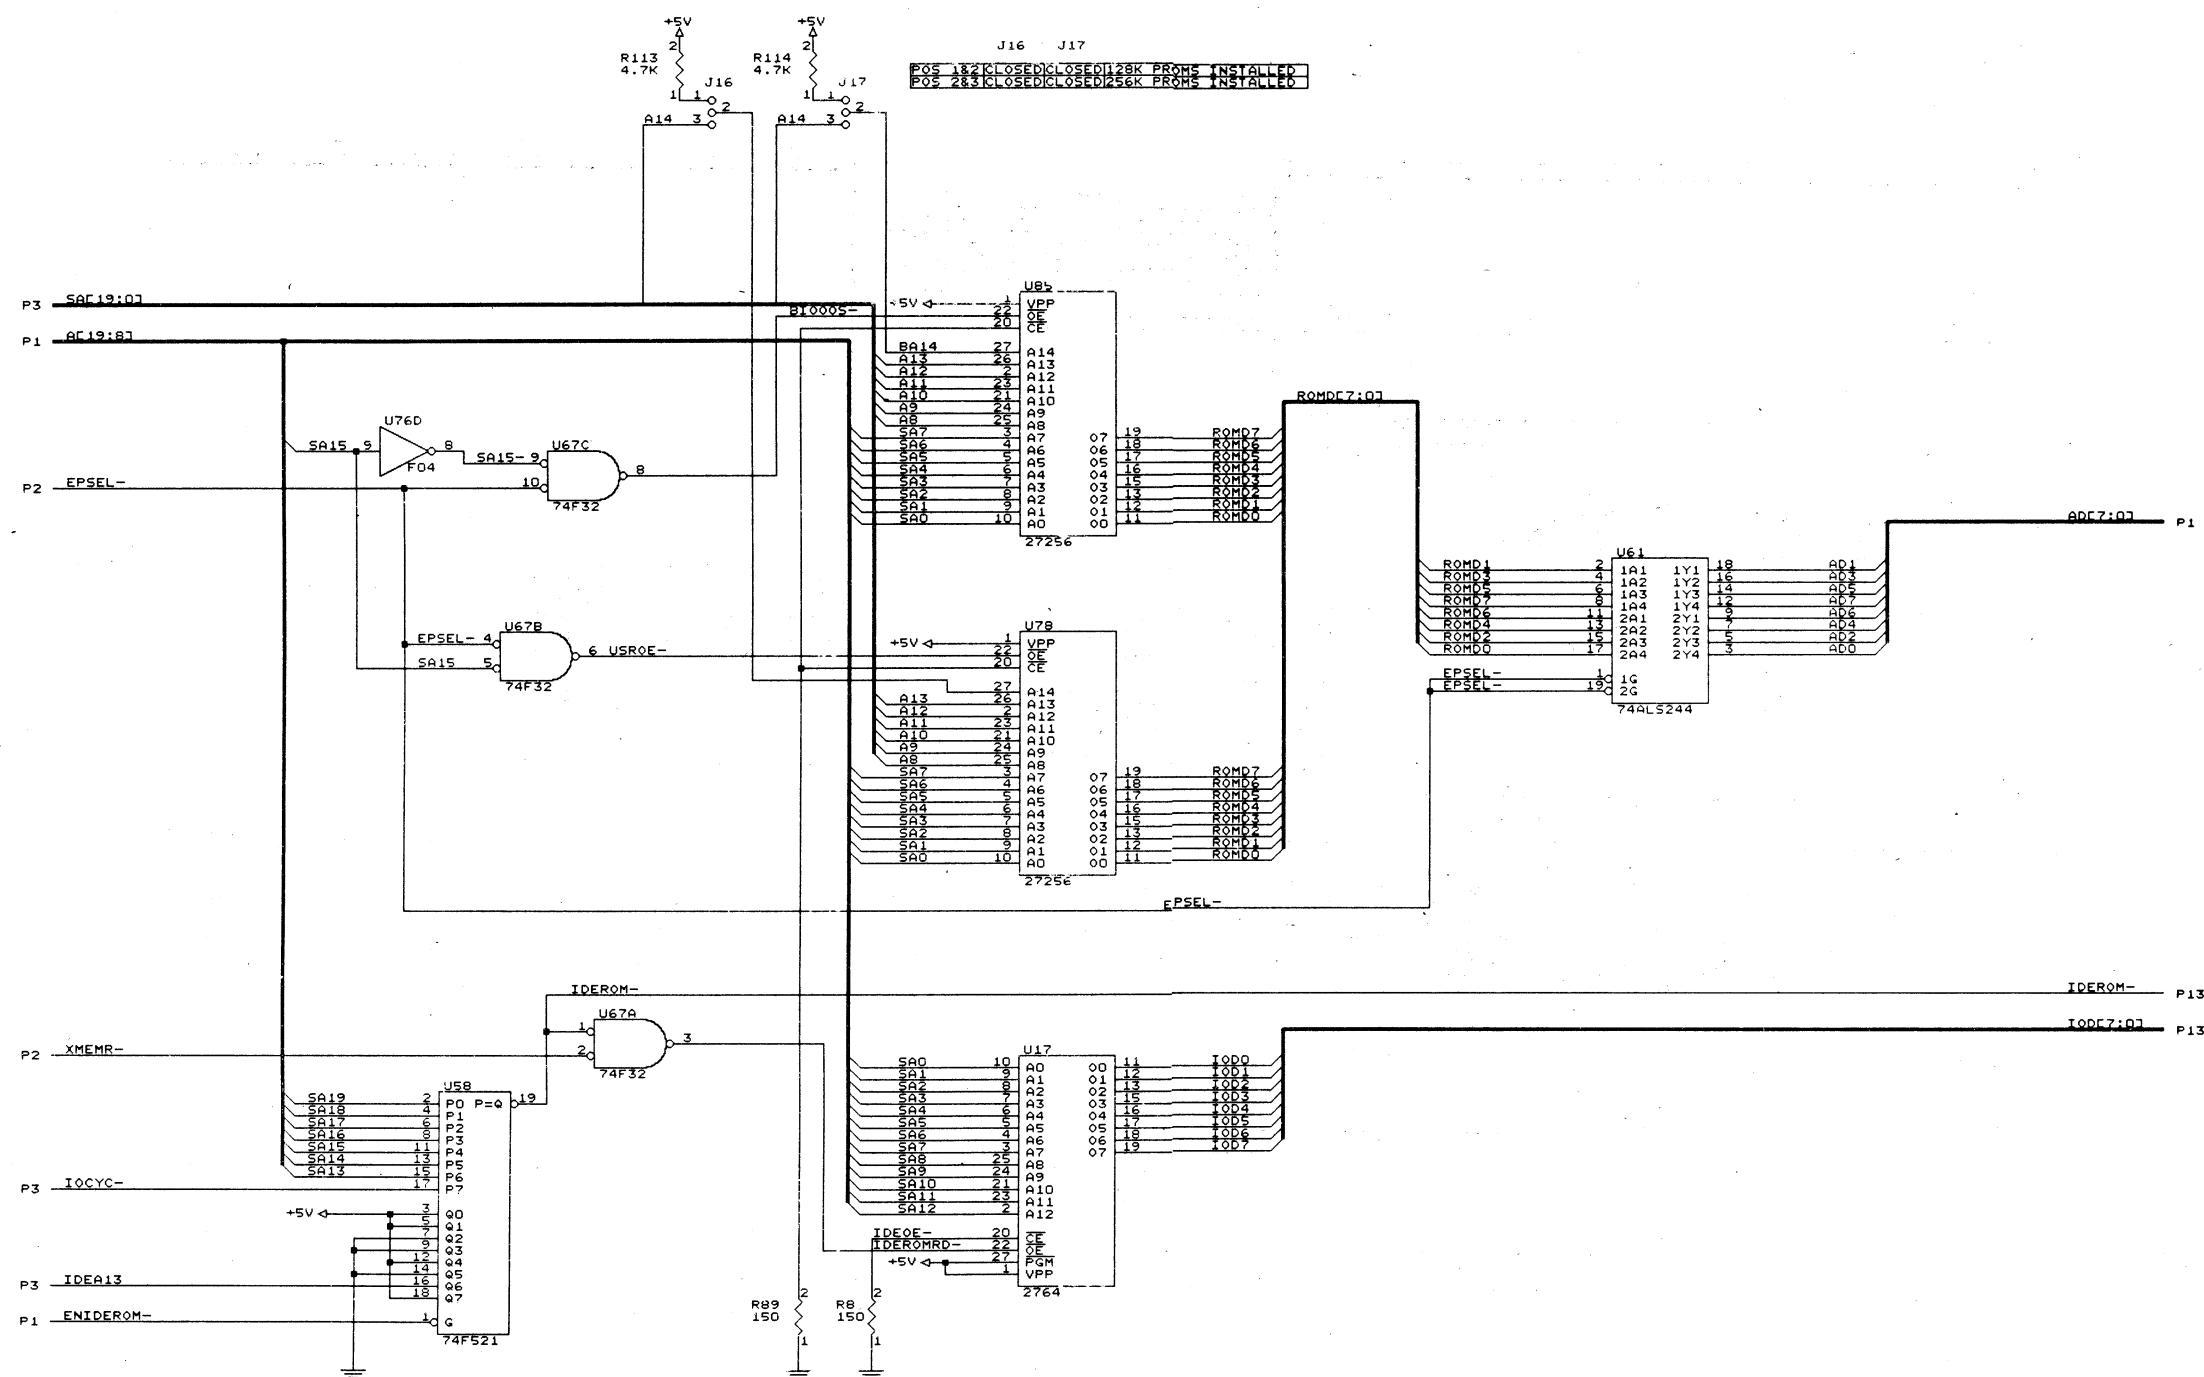 +5V +5V
J16 J17
R113 4.7K 2 1
R114 4.7K 2 1
J16 1 2 3 A14
J17 1 2 3 A14
POS 1&2 CLOSED CLOSED 128K PROMS INSTALLED
POS 2&3 CLOSED CLOSED 256K PROMS INSTALLED
P3 SA[19:0]
P1 A[19:8]
BIOOOS-
U85
+5V 1 VPP
22 OE
20 CE
BA14 27 A14
A13 26 A13
A12 2 A12
A11 23 A11
A10 21 A10
A9 24 A9
A8 25 A8
SA7 3 A7 O7 19 ROMD7
SA6 4 A6 O6 18 ROMD6
SA5 5 A5 O5 17 ROMD5
SA4 6 A4 O4 16 ROMD4
SA3 7 A3 O3 15 ROMD3
SA2 8 A2 O2 13 ROMD2
SA1 9 A1 O1 12 ROMD1
SA0 10 A0 O0 11 ROMD0
27256
ROMD[7:0]
U76D
SA15 9 8
F04
U67C
SA15- 9 8
P2 EPSEL- 10
74F32
AD[7:0] P1
U61
ROMD1 2 1A1 1Y1 18 AD1
ROMD3 4 1A2 1Y2 16 AD3
ROMD5 6 1A3 1Y3 14 AD5
ROMD7 8 1A4 1Y4 12 AD7
ROMD6 11 2A1 2Y1 9 AD6
ROMD4 13 2A2 2Y2 7 AD4
ROMD2 15 2A3 2Y3 5 AD2
ROMD0 17 2A4 2Y4 3 AD0
EPSEL- 1 1G
EPSEL- 19 2G
74ALS244
U67B
EPSEL- 4 6 USROE-
SA15 5
74F32
U78
+5V 1 VPP
22 OE
20 CE
27 A14
A13 26 A13
A12 2 A12
A11 23 A11
A10 21 A10
A9 24 A9
A8 25 A8
SA7 3 A7 O7 19 ROMD7
SA6 4 A6 O6 18 ROMD6
SA5 5 A5 O5 17 ROMD5
SA4 6 A4 O4 16 ROMD4
SA3 7 A3 O3 15 ROMD3
SA2 8 A2 O2 13 ROMD2
SA1 9 A1 O1 12 ROMD1
SA0 10 A0 O0 11 ROMD0
27256
EPSEL-
IDEROM- IDEROM- P13
U67A
1 3
P2 XMEMR- 2
74F32
IOD[7:0] P13
U17
SA0 10 A0 O0 11 IOD0
SA1 9 A1 O1 12 IOD1
SA2 8 A2 O2 13 IOD2
SA3 7 A3 O3 15 IOD3
SA4 6 A4 O4 16 IOD4
SA5 5 A5 O5 17 IOD5
SA6 4 A6 O6 18 IOD6
SA7 3 A7 O7 19 IOD7
SA8 25 A8
SA9 24 A9
SA10 21 A10
SA11 23 A11
SA12 2 A12
IDEOE- 20 CE
IDEROMRD- 22 OE
+5V 27 PGM
1 VPP
2764
U58
SA19 2 P0 P=Q 19
SA18 4 P1
SA17 6 P2
SA16 8 P3
SA15 11 P4
SA14 13 P5
SA13 15 P6
P3 IOCYC- 17 P7
+5V 3 Q0
5 Q1
7 Q2
9 Q3
12 Q4
14 Q5
P3 IDEA13 16 Q6
18 Q7
P1 ENIDEROM- 1 G
74F521
R89 150 2 1
R8 150 2 1